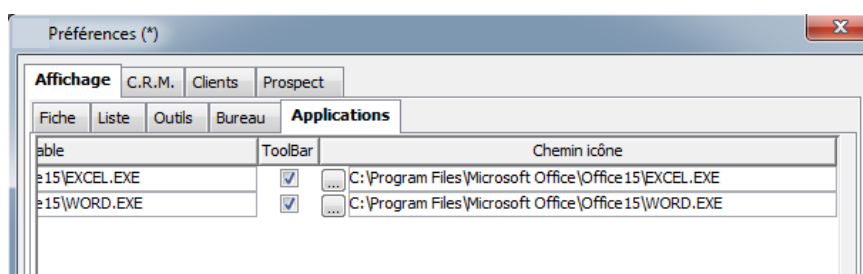 Préférences (*)
Affichage C.R.M. Clients Prospect
Fiche Liste Outils Bureau Applications
able ToolBar Chemin icône
e15\EXCEL.EXE ... C:\Program Files\Microsoft Office\Office15\EXCEL.EXE
e15\WORD.EXE ... C:\Program Files\Microsoft Office\Office15\WORD.EXE